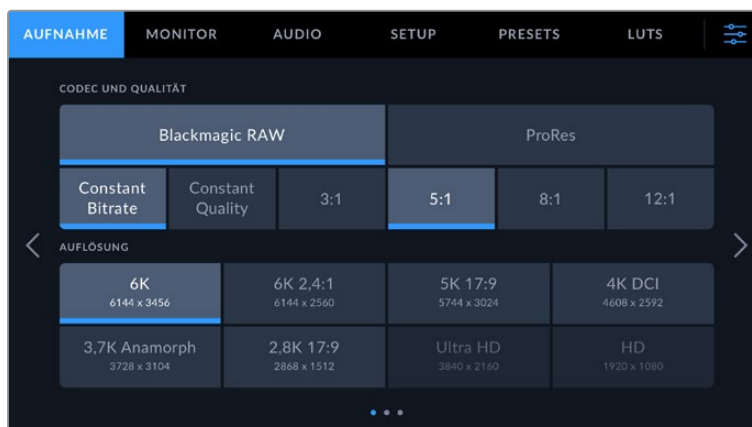 AUFNAHME MONITOR AUDIO SETUP PRESETS LUTS
CODEC UND QUALITÄT
Blackmagic RAW ProRes
Constant Bitrate Constant Quality 3:1 5:1 8:1 12:1
AUFLÖSUNG
6K 6K 2,4:1 5K 17:9 4K DCI
6144 x 3456 6144 x 2560 5744 x 3024 4608 x 2592
3,7K Anamorph 2,8K 17:9 Ultra HD HD
3728 x 3104 2868 x 1512 3840 x 2160 1920 x 1080